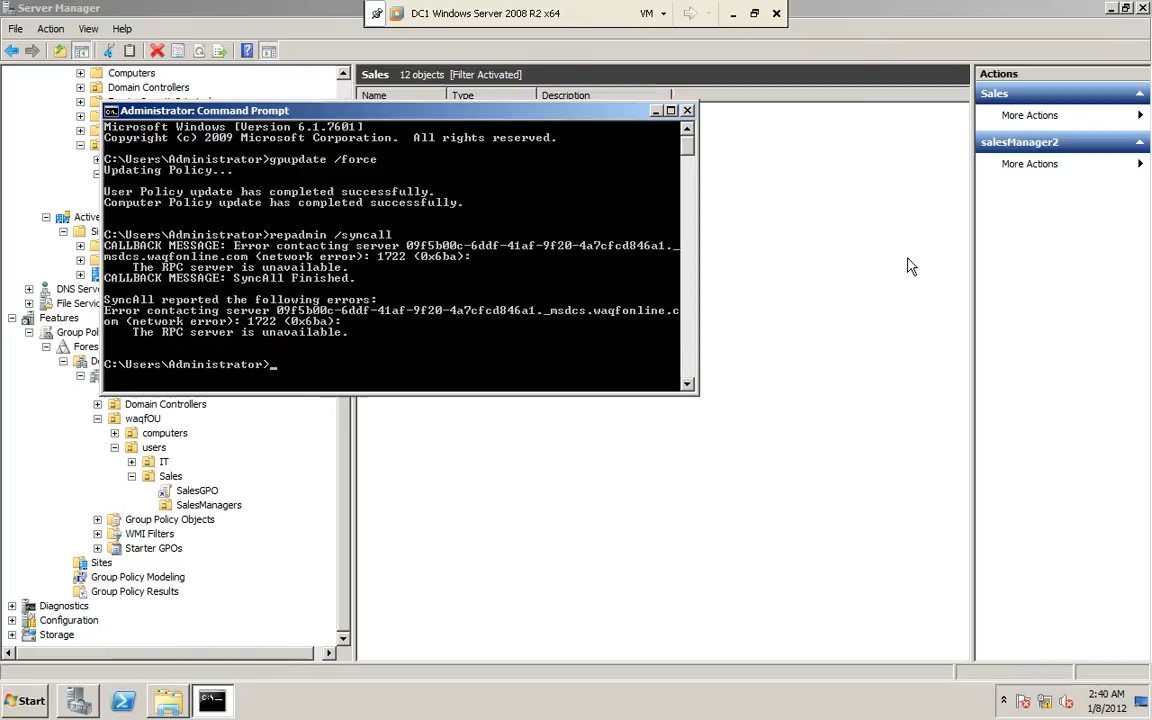 Server Manager
DC1 Windows Server 2008 R2 x64
VM
File Action View Help
Computers
Domain Controllers
Sales 12 objects [Filter Activated]
Name Type Description
Actions
Sales
More Actions
salesManager2
More Actions
Administrator: Command Prompt
Microsoft Windows [Version 6.1.7601]
Copyright (c) 2009 Microsoft Corporation. All rights reserved.
C:\Users\Administrator>gpupdate /force
Updating Policy...
User Policy update has completed successfully.
Computer Policy update has completed successfully.
C:\Users\Administrator>repadmin /syncall
CALLBACK MESSAGE: Error contacting server 09f5b00c-6ddf-41af-9f20-4a7cfcd846a1._
msdcs.waqfonline.com (network error): 1722 (0x6ba):
The RPC server is unavailable.
CALLBACK MESSAGE: SyncAll Finished.
SyncAll reported the following errors:
Error contacting server 09f5b00c-6ddf-41af-9f20-4a7cfcd846a1._msdcs.waqfonline.c
om (network error): 1722 (0x6ba):
The RPC server is unavailable.
C:\Users\Administrator>_
Active
Si
DNS Serve
File Service
Features
Group Pol
Fores
D
Domain Controllers
waqfOU
computers
users
IT
Sales
SalesGPO
SalesManagers
Group Policy Objects
WMI Filters
Starter GPOs
Sites
Group Policy Modeling
Group Policy Results
Diagnostics
Configuration
Storage
Start
2:40 AM
1/8/2012